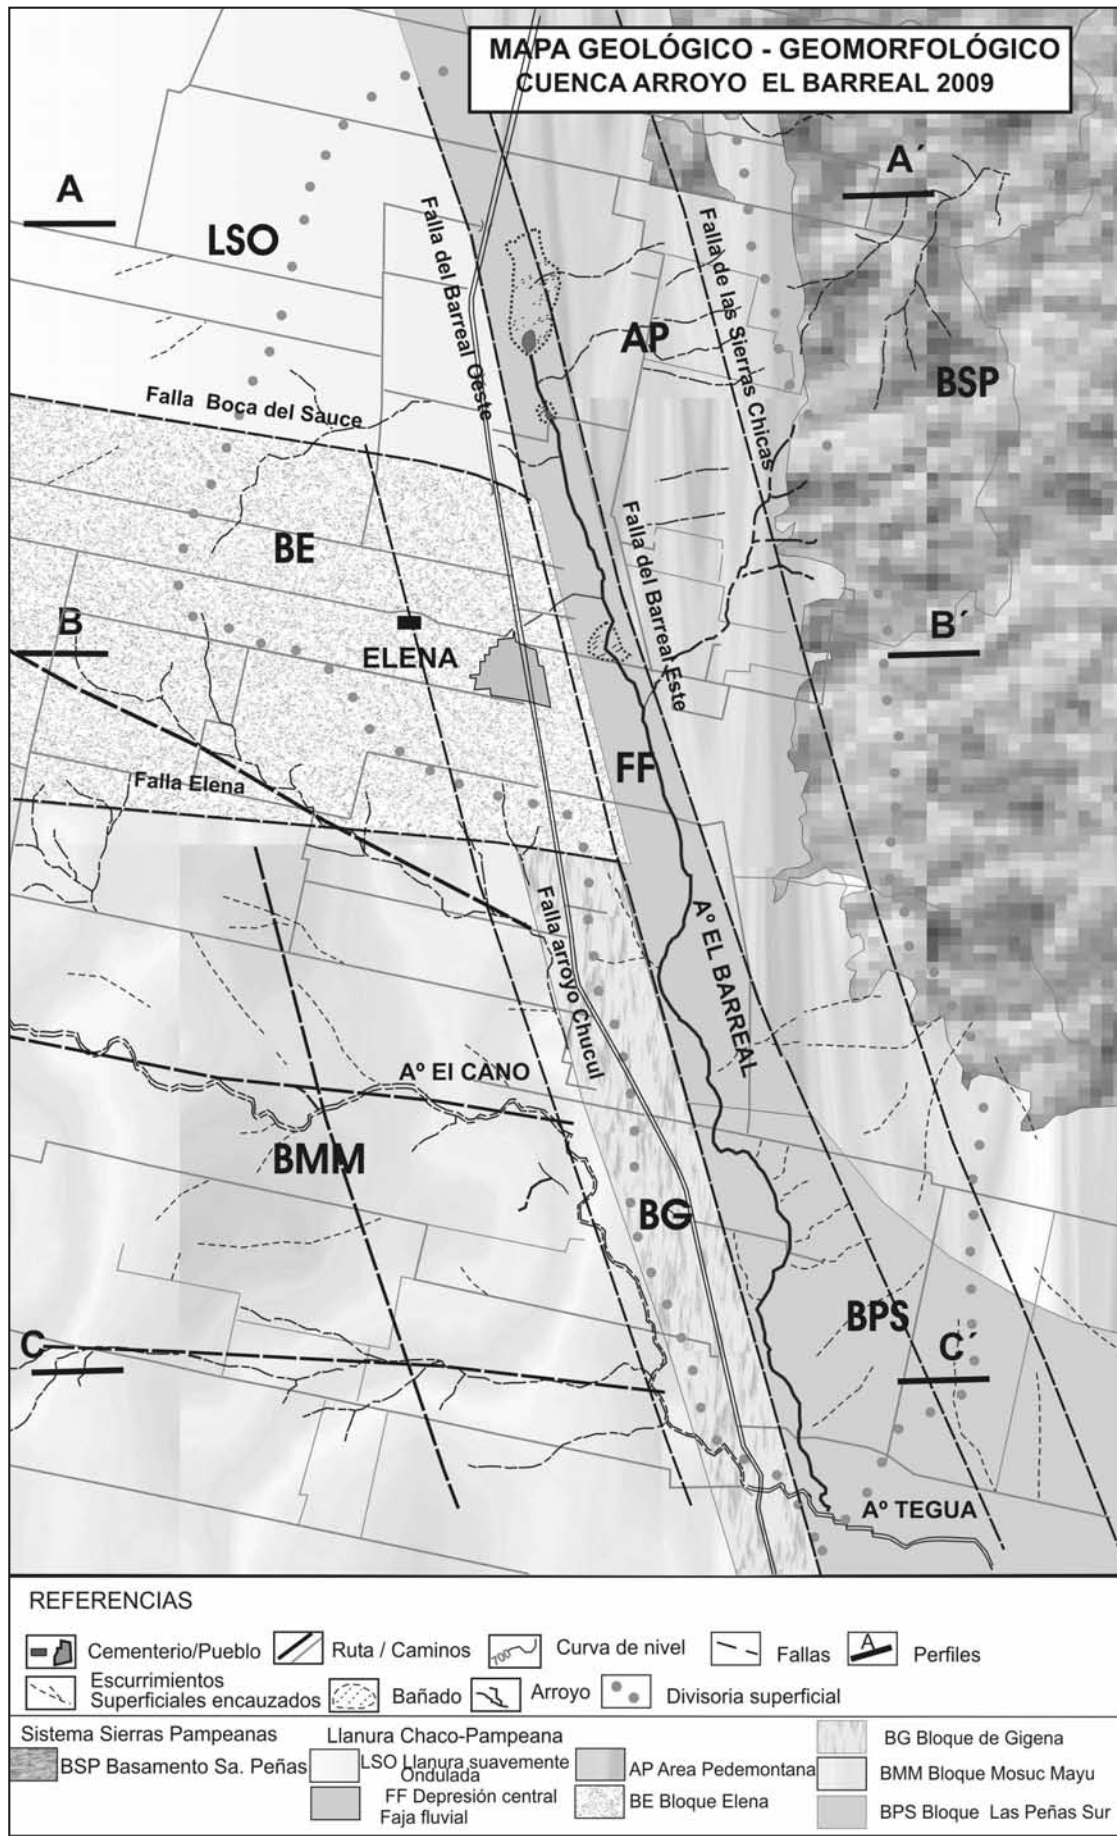 MAPA GEOLÓGICO - GEOMORFOLÓGICO
CUENCA ARROYO EL BARREAL 2009
A
A´
LSO
Falla del Barreal Oeste
Falla de las Sierras Chicas
AP
BSP
Falla Boca del Sauce
BE
Falla del Barreal Este
B
B´
ELENA
FF
Falla Elena
Falla arroyo Chucul
Aº EL BARREAL
Aº El CANO
BMM
BG
BPS
C
C´
Aº TEGUA
REFERENCIAS
Cementerio/Pueblo
Ruta / Caminos
700
Curva de nivel
Fallas
A
Perfiles
Escurrimientos
Superficiales encauzados
Bañado
Arroyo
Divisoria superficial
Sistema Sierras Pampeanas
BSP Basamento Sa. Peñas
Llanura Chaco-Pampeana
LSO Llanura suavemente
Ondulada
FF Depresión central
Faja fluvial
AP Area Pedemontana
BE Bloque Elena
BG Bloque de Gigena
BMM Bloque Mosuc Mayu
BPS Bloque Las Peñas Sur